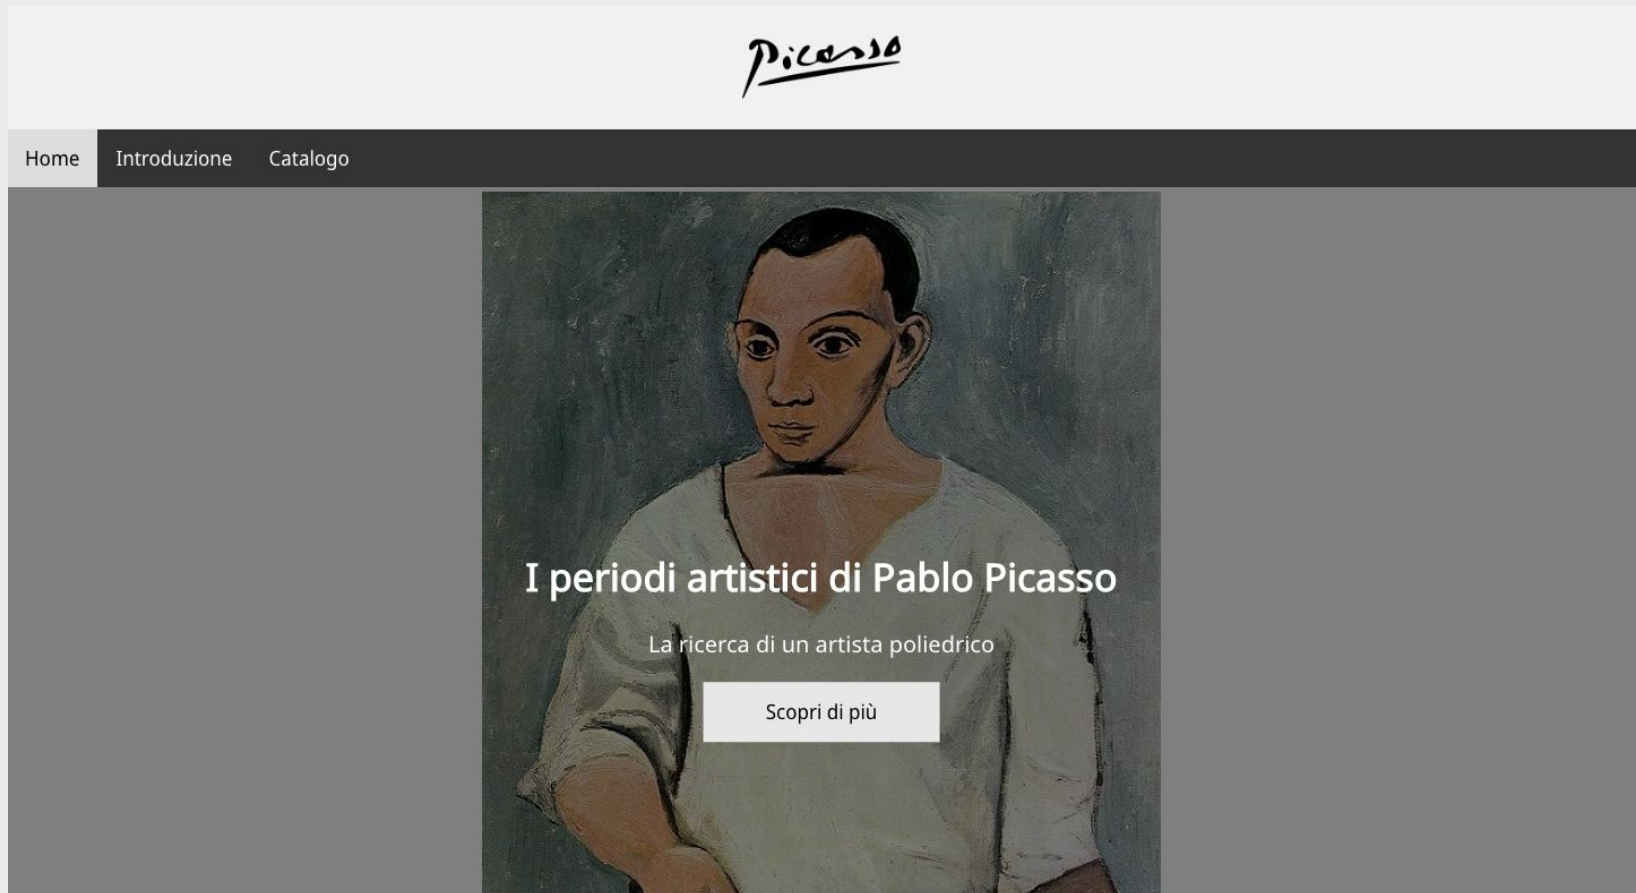 Picasso
Home Introduzione Catalogo
I periodi artistici di Pablo Picasso
La ricerca di un artista poliedrico
Scopri di più